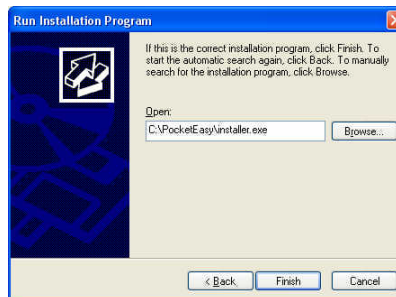 Run Installation Program
If this is the correct installation program, click Finish. To
start the automatic search again, click Back. To manually
search for the installation program, click Browse.
Open:
C:\PocketEasy\installer.exe
Browse...
< Back
Finish
Cancel